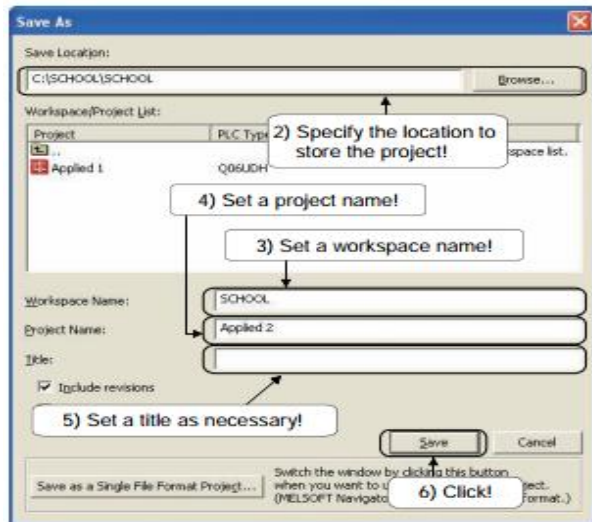 Save As
Save Location:
C:\SCHOOL\SCHOOL
Browse...
Workspace/Project List:
Project
PLC Type
2) Specify the location to
store the project!
space list.
..
Applied 1
Q06UDH
4) Set a project name!
3) Set a workspace name!
Workspace Name:
SCHOOL
Project Name:
Applied 2
Title:
Include revisions
5) Set a title as necessary!
Save
Cancel
Save as a Single File Format Project...
Switch the window by clicking this button
when you want to
ject.
(MELSOFT Navigator
ormat.)
6) Click!